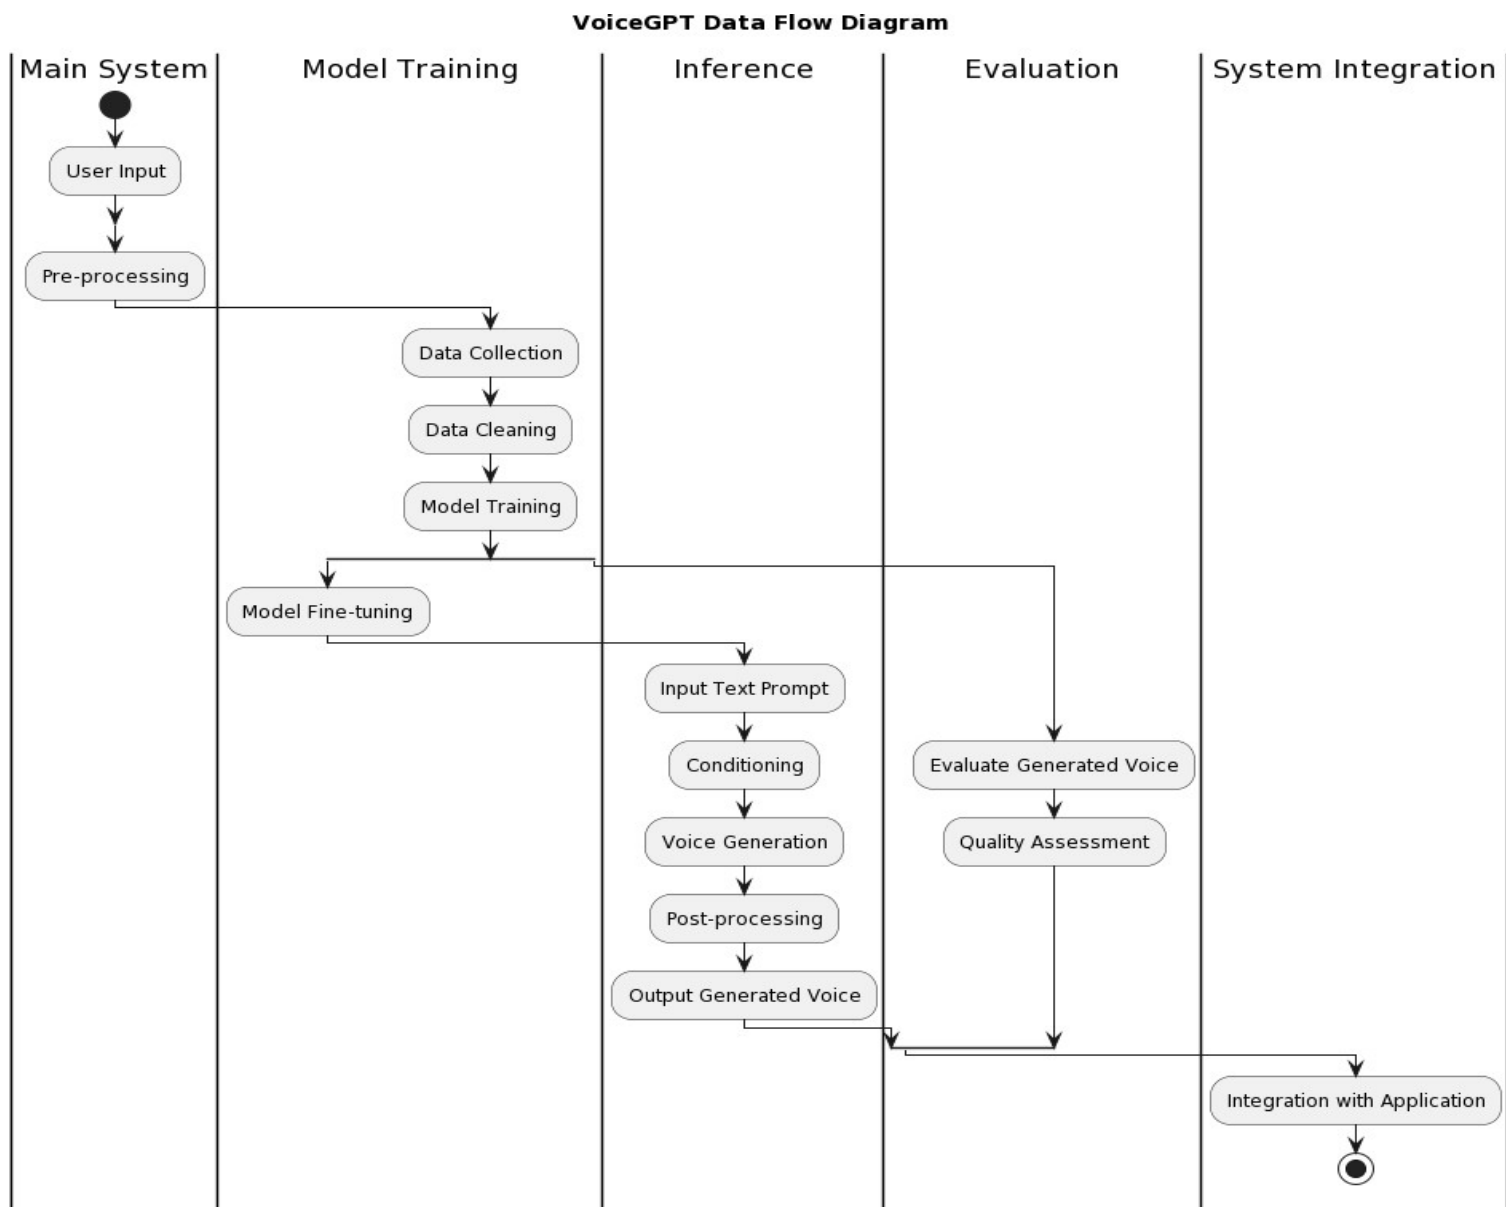 VoiceGPT Data Flow Diagram
Main System
Model Training
Inference
Evaluation
System Integration
User Input
Pre-processing
Data Collection
Data Cleaning
Model Training
Model Fine-tuning
Input Text Prompt
Conditioning
Evaluate Generated Voice
Voice Generation
Quality Assessment
Post-processing
Output Generated Voice
Integration with Application